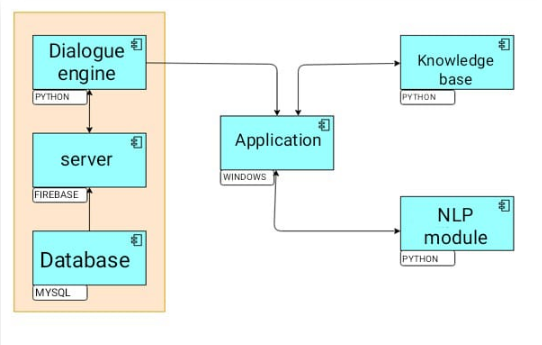 Dialogue
engine
PYTHON
server
FIREBASE
Database
MYSQL
Application
WINDOWS
Knowledge
base
PYTHON
NLP
module
PYTHON